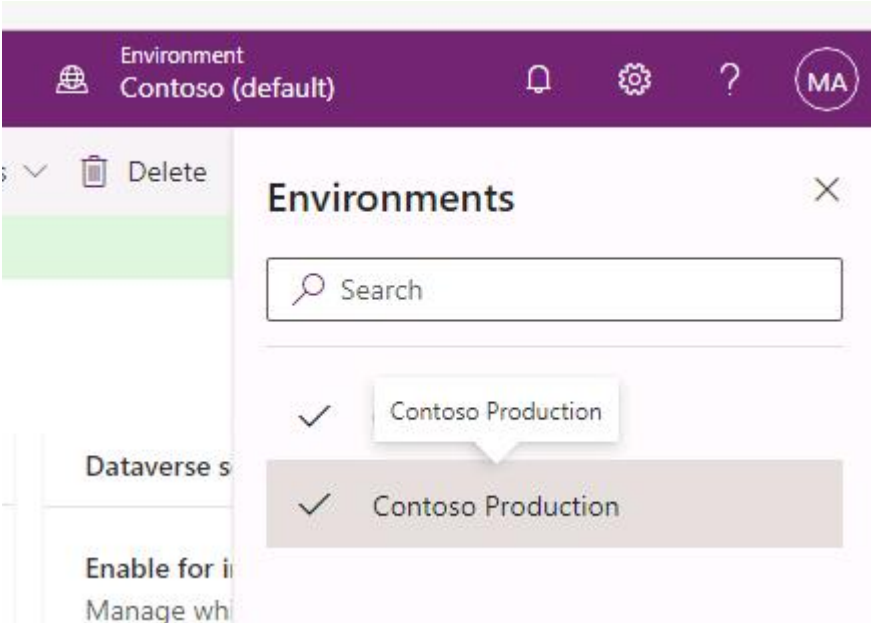 Environment
Contoso (default)
?
MA
s
Delete
Environments
Search
Contoso Production
Contoso Production
Dataverse s
Enable for i
Manage whi